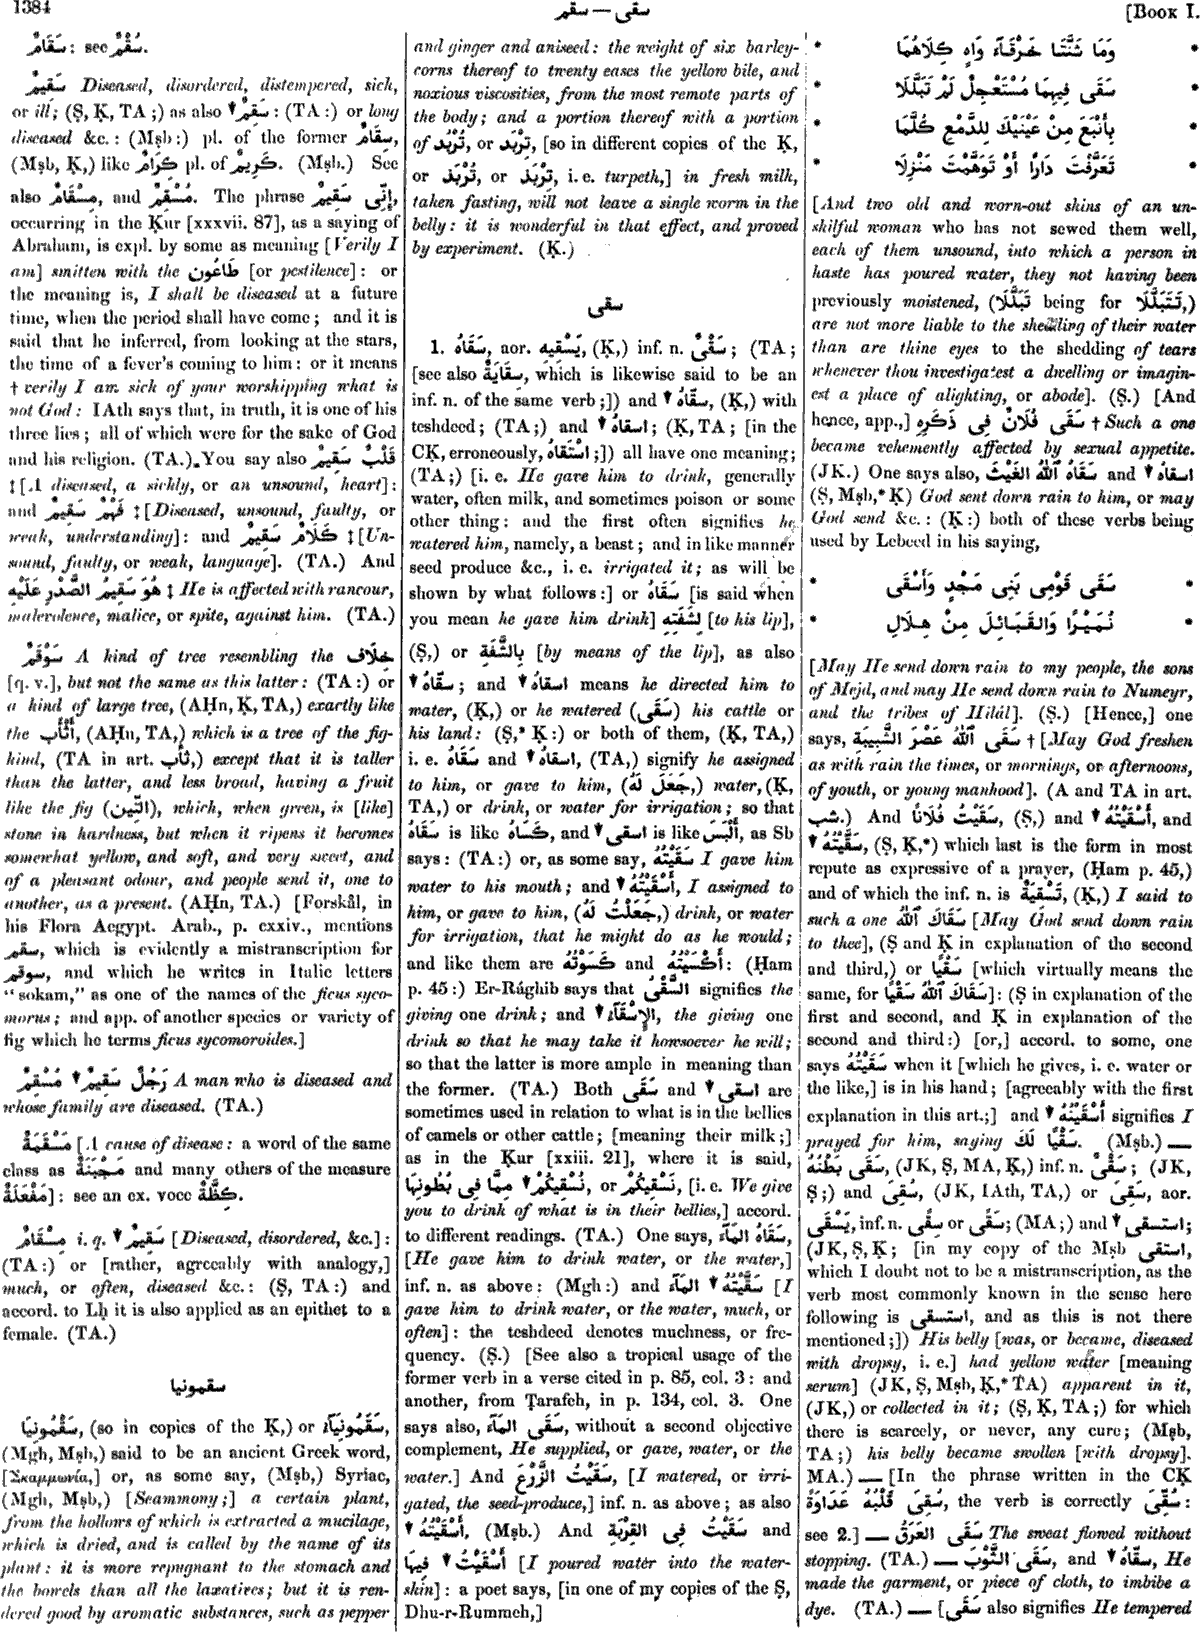 1384
سقم — سقى
[BOOK I.
سَقَامٌ: see سُقْمٌ.
سَقِيمٌ Diseased, disordered, distempered, sick,
or ill; (Ṣ, Ḳ, TA;) as also ▼ سَقِمٌ: (TA:) or long
diseased &c.: (Mṣb:) pl. of the former سِقَامٌ,
(Mṣb, Ḳ,) like كِرَامٌ pl. of كَرِيمٌ. (Mṣb.) See
also مِسْقَامٌ, and مُسْقِمٌ. The phrase إِنِّى سَقِيمٌ,
occurring in the Ḳur [xxxvii. 87], as a saying of
Abraham, is expl. by some as meaning [Verily I
am] smitten with the طَاعُون [or pestilence]: or
the meaning is, I shall be diseased at a future
time, when the period shall have come; and it is
said that he inferred, from looking at the stars,
the time of a fever's coming to him: or it means
† verily I am sick of your worshipping what is
not God: IAth says that, in truth, it is one of his
three lies; all of which were for the sake of God
and his religion. (TA.) You say also قَلْبٌ سَقِيمٌ
‡ [A diseased, a sickly, or an unsound, heart]:
and فَهْمٌ سَقِيمٌ ‡ [Diseased, unsound, faulty, or
weak, understanding]: and كَلَامٌ سَقِيمٌ ‡ [Un-
sound, faulty, or weak, language]. (TA.) And
هُوَ سَقِيمُ الصَّدْرِ عَلَيْهِ ‡ He is affected with rancour,
malevolence, malice, or spite, against him. (TA.)
سَوْقَمٌ A kind of tree resembling the خِلَاف
[q. v.], but not the same as this latter: (TA:) or
a kind of large tree, (AḤn, Ḳ, TA,) exactly like
the أَثْأَب, (AḤn, TA,) which is a tree of the fig-
kind, (TA in art. ثأب,) except that it is taller
than the latter, and less broad, having a fruit
like the fig (التِّين), which, when green, is [like]
stone in hardness, but when it ripens it becomes
somewhat yellow, and soft, and very sweet, and
of a pleasant odour, and people send it, one to
another, as a present. (AḤn, TA.) [Forskål, in
his Flora Aegypt. Arab., p. cxxiv., mentions
سقم, which is evidently a mistranscription for
سوقم, and which he writes in Italic letters
"sokam," as one of the names of the ficus syco-
morus; and app. of another species or variety of
fig which he terms ficus sycomoroides.]
رَجُلٌ سَقِيمٌ ▼ مُسْقِمٌ A man who is diseased and
whose family are diseased. (TA.)
مَسْقَمَةٌ [A cause of disease: a word of the same
class as مَجْبَنَةٌ and many others of the measure
مَفْعَلَةٌ]: see an ex. voce كِظَّةٌ.
مِسْقَامٌ i. q. ▼ سَقِيمٌ [Diseased, disordered, &c.]:
(TA:) or [rather, agreeably with analogy,]
much, or often, diseased &c.: (Ṣ, TA:) and
accord. to Lḥ it is also applied as an epithet to a
female. (TA.)
سقمونيا
سَقْمُونِيَا, (so in copies of the Ḳ,) or سَقَمُونِيَآءُ,
(Mgh, Mṣb,) said to be an ancient Greek word,
[Σκαμμωνία,] or, as some say, (Mṣb,) Syriac,
(Mgh, Mṣb,) [Scammony;] a certain plant,
from the hollows of which is extracted a mucilage,
which is dried, and is called by the name of its
plant: it is more repugnant to the stomach and
the bowels than all the laxatives; but it is ren-
dered good by aromatic substances, such as pepper
and ginger and aniseed: the weight of six barley-
corns thereof to twenty eases the yellow bile, and
noxious viscosities, from the most remote parts of
the body; and a portion thereof with a portion
of تُرْبُد, or تِرْبَد, [so in different copies of the Ḳ,
or تُرْبَذ, or تِرْبَذ, i. e. turpeth,] in fresh milk,
taken fasting, will not leave a single worm in the
belly: it is wonderful in that effect, and proved
by experiment. (Ḳ.)
سقى
1. سَقَاهُ, aor. يَسْقِيهِ, (Ḳ,) inf. n. سَقْىٌ; (TA;
[see also سِقَايَةٌ, which is likewise said to be an
inf. n. of the same verb;]) and ▼ سقّاهُ, (Ḳ,) with
teshdeed; (TA;) and ▼ اسقاهُ; (Ḳ, TA; [in the
CḲ, erroneously, اسْتَقَاهُ;]) all have one meaning;
(TA;) [i. e. He gave him to drink, generally
water, often milk, and sometimes poison or some
other thing: and the first often signifies he
watered him, namely, a beast; and in like manner
seed produce &c., i. e. irrigated it; as will be
shown by what follows:] or سَقَاهُ [is said when
you mean he gave him drink] لِشَفَتِهِ [to his lip],
(Ṣ,) or بِالشَّفَةِ [by means of the lip], as also
▼ سقّاهُ; and ▼ اسقاهُ means he directed him to
water, (Ḳ,) or he watered (سَقَى) his cattle or
his land: (Ṣ,* Ḳ:) or both of them, (Ḳ, TA,)
i. e. سَقَاهُ and ▼ اسقاهُ, (TA,) signify he assigned
to him, or gave to him, (جَعَلَ لَهُ) water, (Ḳ,
TA,) or drink, or water for irrigation; so that
سَقَاهُ is like كَسَاهُ, and ▼ اسقى is like أَلْبَسَ, as Sb
says: (TA:) or, as some say, سَقَيْتُهُ I gave him
water to his mouth; and ▼ أَسْقَيْتُهُ, I assigned to
him, or gave to him, (جَعَلْتُ لَهُ,) drink, or water
for irrigation, that he might do as he would;
and like them are كَسَوْتُهُ and أَكْسَيْتُهُ: (Ḥam
p. 45:) Er-Rághib says that السَّقْىُ signifies the
giving one drink; and ▼ الإِسْقَآءُ, the giving one
drink so that he may take it howsoever he will;
so that the latter is more ample in meaning than
the former. (TA.) Both سَقَى and ▼ اسقى are
sometimes used in relation to what is in the bellies
of camels or other cattle; [meaning their milk;]
as in the Ḳur [xxiii. 21], where it is said,
نَسْقِيكُمْ, or ▼ نُسْقِيكُمْ مِمَّا فِى بُطُونِهَا, [i. e. We give
you to drink of what is in their bellies,] accord.
to different readings. (TA.) One says, سَقَاهُ المَآءَ,
[He gave him to drink water, or the water,]
inf. n. as above: (Mgh:) and ▼ سَقَّيْتُهُ المَآءَ [I
gave him to drink water, or the water, much, or
often]: the teshdeed denotes muchness, or fre-
quency. (Ṣ.) [See also a tropical usage of the
former verb in a verse cited in p. 85, col. 3: and
another, from Ṭarafeh, in p. 134, col. 3. One
says also, سَقَى المَآءَ, without a second objective
complement, He supplied, or gave, water, or the
water.] And سَقَيْتُ الزَّرْعَ, [I watered, or irri-
gated, the seed-produce,] inf. n. as above; as also
▼ أَسْقَيْتُهُ, (Mṣb.) And سَقَيْتُ فِى القِرْبَةِ and
▼ أَسْقَيْتُ فِيهَا [I poured water into the water-
skin]: a poet says, [in one of my copies of the Ṣ,
Dhu-r-Rummeh,]
* وَمَا شَنَّتَا خَرْقَآءَ وَاهٍ كِلَاهُمَا *
* سَقَى فِيهِمَا مُسْتَعْجِلٌ لَمْ تَبَلَّلَا *
* بِأَنْبَعَ مِنْ عَيْنَيْكَ لِلدَّمْعِ كُلَّمَا *
* تَعَرَّفْتَ دَارًا أَوْ تَوَهَّمْتَ مَنْزِلَا *
[And two old and worn-out skins of an un-
skilful woman who has not sewed them well,
each of them unsound, into which a person in
haste has poured water, they not having been
previously moistened, (تَبَلَّلَا being for تَتَبَلَّلَا,)
are not more liable to the shedding of their water
than are thine eyes to the shedding of tears
whenever thou investigatest a dwelling or imagin-
est a place of alighting, or abode]. (Ṣ.) [And
hence, app.,] سَقَى فُلَانٌ فِى ذَكَرِهِ † Such a one
became vehemently affected by sexual appetite.
(JK.) One says also, سَقَاهُ ٱللّٰهُ الغَيْثَ and ▼ اسقاهُ
(Ṣ, Mṣb,* Ḳ) God sent down rain to him, or may
God send &c.: (Ḳ:) both of these verbs being
used by Lebeed in his saying,
* سَقَى قَوْمِى بَنِى مَجْدٍ وَأَسْقَى *
* نُمَيْرًا وَالقَبَائِلَ مِنْ هِلَالِ *
[May He send down rain to my people, the sons
of Mejd, and may He send down rain to Numeyr,
and the tribes of Hilál]. (Ṣ.) [Hence,] one
says, سَقَى ٱللّٰهُ عَصْرَ الشَّبِيبَةِ † [May God freshen
as with rain the times, or mornings, or afternoons,
of youth, or young manhood]. (A and TA in art.
شب.) And سَقَيْتُ فُلَانًا, (Ṣ,) and ▼ أَسْقَيْتُهُ, and
▼ سَقَّيْتُهُ, (Ṣ, Ḳ,*) which last is the form in most
repute as expressive of a prayer, (Ḥam p. 45,)
and of which the inf. n. is تَسْقِيَةٌ, (Ḳ,) I said to
such a one سَقَاكَ ٱللّٰهُ [May God send down rain
to thee], (Ṣ and Ḳ in explanation of the second
and third,) or سَقْيًا [which virtually means the
same, for سَقَاكَ ٱللّٰهُ سَقْيًا]: (Ṣ in explanation of the
first and second, and Ḳ in explanation of the
second and third:) [or,] accord. to some, one
says سَقَيْتُهُ when it [which he gives, i. e. water or
the like,] is in his hand; [agreeably with the first
explanation in this art.;] and ▼ أَسْقَيْتُهُ signifies I
prayed for him, saying سَقْيًا لَكَ. (Mṣb.) —
سَقَى بَطْنُهُ, (JK, Ṣ, MA, Ḳ,) inf. n. سَقْىٌ; (JK,
Ṣ;) and سُقِىَ, (JK, IAth, TA,) or سَقِىَ, aor.
يَسْقَى, inf. n. سَقًى or سَقْىٌ; (MA;) and ▼ استسقى;
(JK, Ṣ, Ḳ; [in my copy of the Mṣb استقى,
which I doubt not to be a mistranscription, as the
verb most commonly known in the sense here
following is استسقى, and as this is not there
mentioned;]) His belly [was, or became, diseased
with dropsy, i. e.] had yellow water [meaning
serum] (JK, Ṣ, Mṣb, Ḳ,* TA) apparent in it,
(JK,) or collected in it; (Ṣ, Ḳ, TA;) for which
there is scarcely, or never, any cure; (Mṣb,
TA;) his belly became swollen [with dropsy].
MA.) — [In the phrase written in the CḲ
سُقِىَ قَلْبُهُ عَدَاوَةً, the verb is correctly سُقِّىَ:
see 2.] — سَقَى العَرَقُ The sweat flowed without
stopping. (TA.) — سَقَى الثَّوْبَ, and ▼ سقّاهُ, He
made the garment, or piece of cloth, to imbibe a
dye. (TA.) — [سَقَى also signifies He tempered